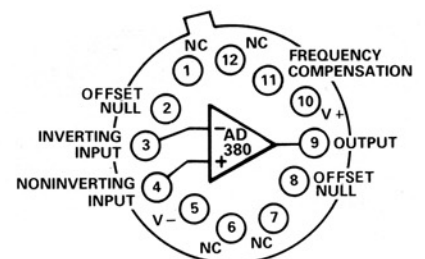 NC
NC
1
12
11
FREQUENCY
COMPENSATION
OFFSET
NULL
2
10
V+
INVERTING
INPUT
3
−
AD
380
+
9
OUTPUT
NONINVERTING
INPUT
4
8
OFFSET
NULL
V−
5
6
7
NC
NC